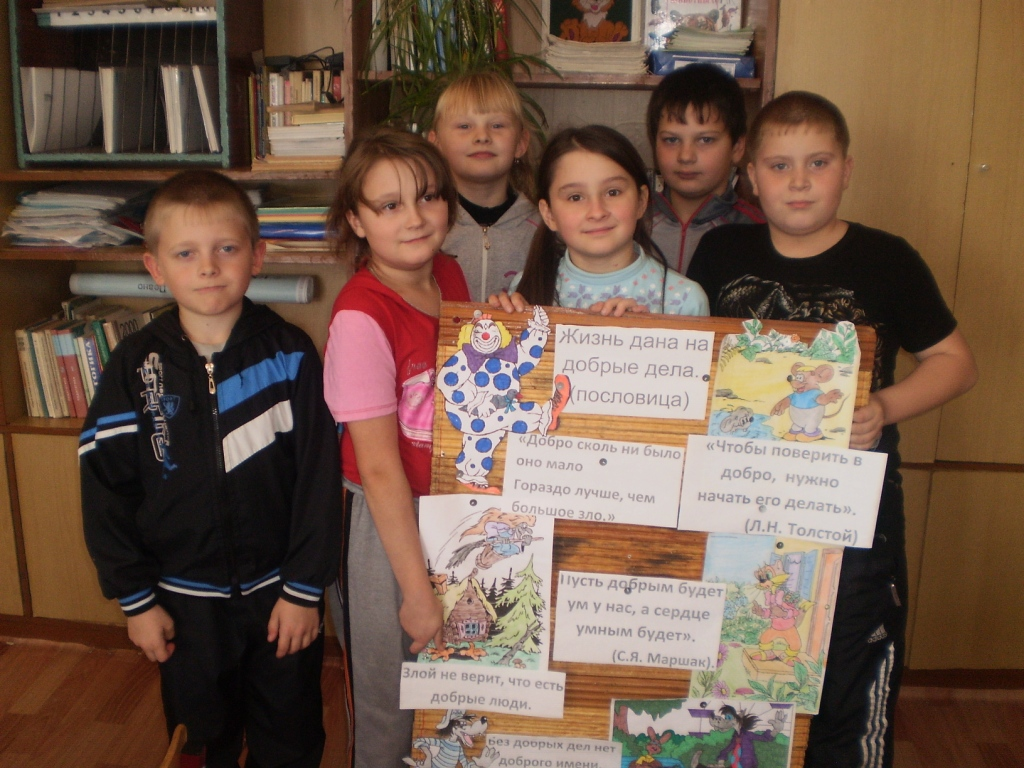 Жизнь дана на
добрые дела.
(пословица)
«Добро сколь ни было
оно мало
Гораздо лучше, чем
большое зло.»
«Чтобы поверить в
добро, нужно
начать его делать».
(Л.Н. Толстой)
Пусть добрым будет
ум у нас, а сердце
умным будет».
(С.Я. Маршак).
Злой не верит, что есть
добрые люди.
Без добрых дел нет
доброго имени.